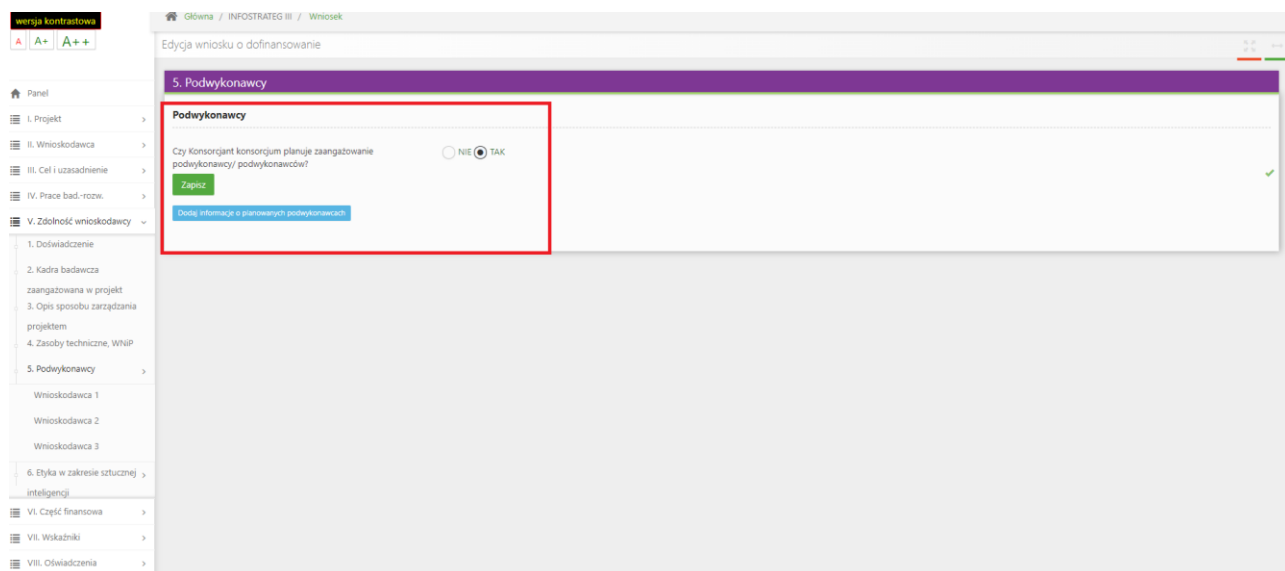 wersja kontrastowa
A A+ A++
Panel
I. Projekt
II. Wnioskodawca
III. Cel i uzasadnienie
IV. Prace bad.-rozw.
V. Zdolność wnioskodawcy
1. Doświadczenie
2. Kadra badawcza
zaangażowana w projekt
3. Opis sposobu zarządzania
projektem
4. Zasoby techniczne, WNiP
5. Podwykonawcy
Wnioskodawca 1
Wnioskodawca 2
Wnioskodawca 3
6. Etyka w zakresie sztucznej
inteligencji
VI. Część finansowa
VII. Wskaźniki
VIII. Oświadczenia
Główna / INFOSTRATEG III / Wniosek
Edycja wniosku o dofinansowanie
5. Podwykonawcy
Podwykonawcy
Czy Konsorcjant konsorcjum planuje zaangażowanie
podwykonawcy/ podwykonawców?
NIE TAK
Zapisz
Dodaj informacje o planowanych podwykonawcach